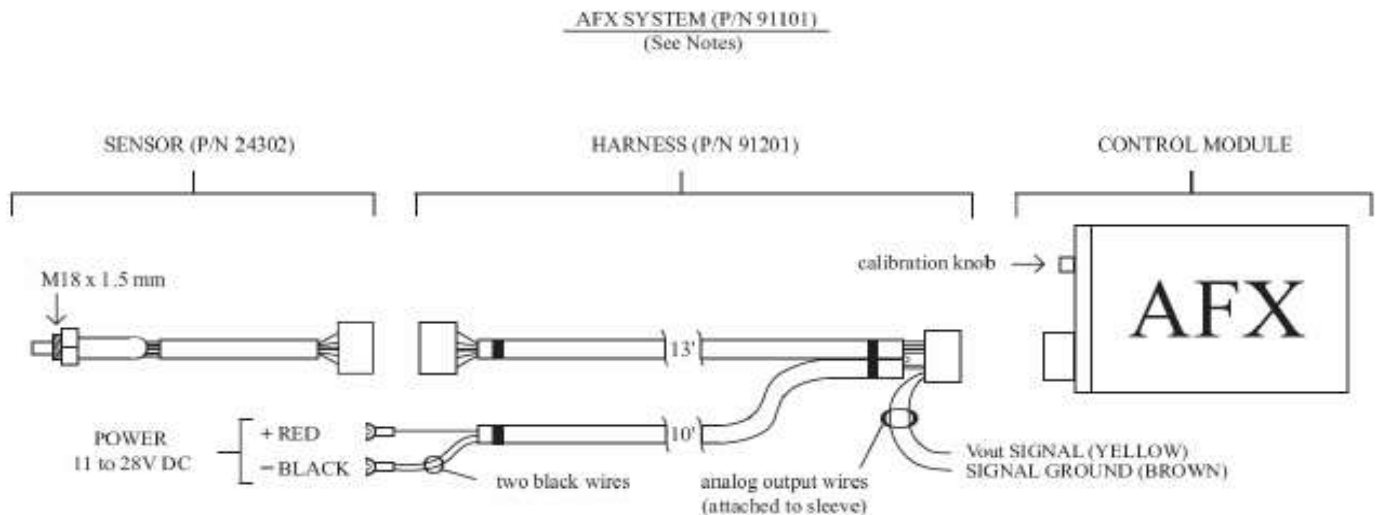 AFX SYSTEM (P/N 91101)
(See Notes)
SENSOR (P/N 24302)
HARNESS (P/N 91201)
CONTROL MODULE
M18 x 1.5 mm
calibration knob
AFX
13'
POWER
11 to 28V DC
+ RED
− BLACK
10'
two black wires
analog output wires
(attached to sleeve)
Vout SIGNAL (YELLOW)
SIGNAL GROUND (BROWN)